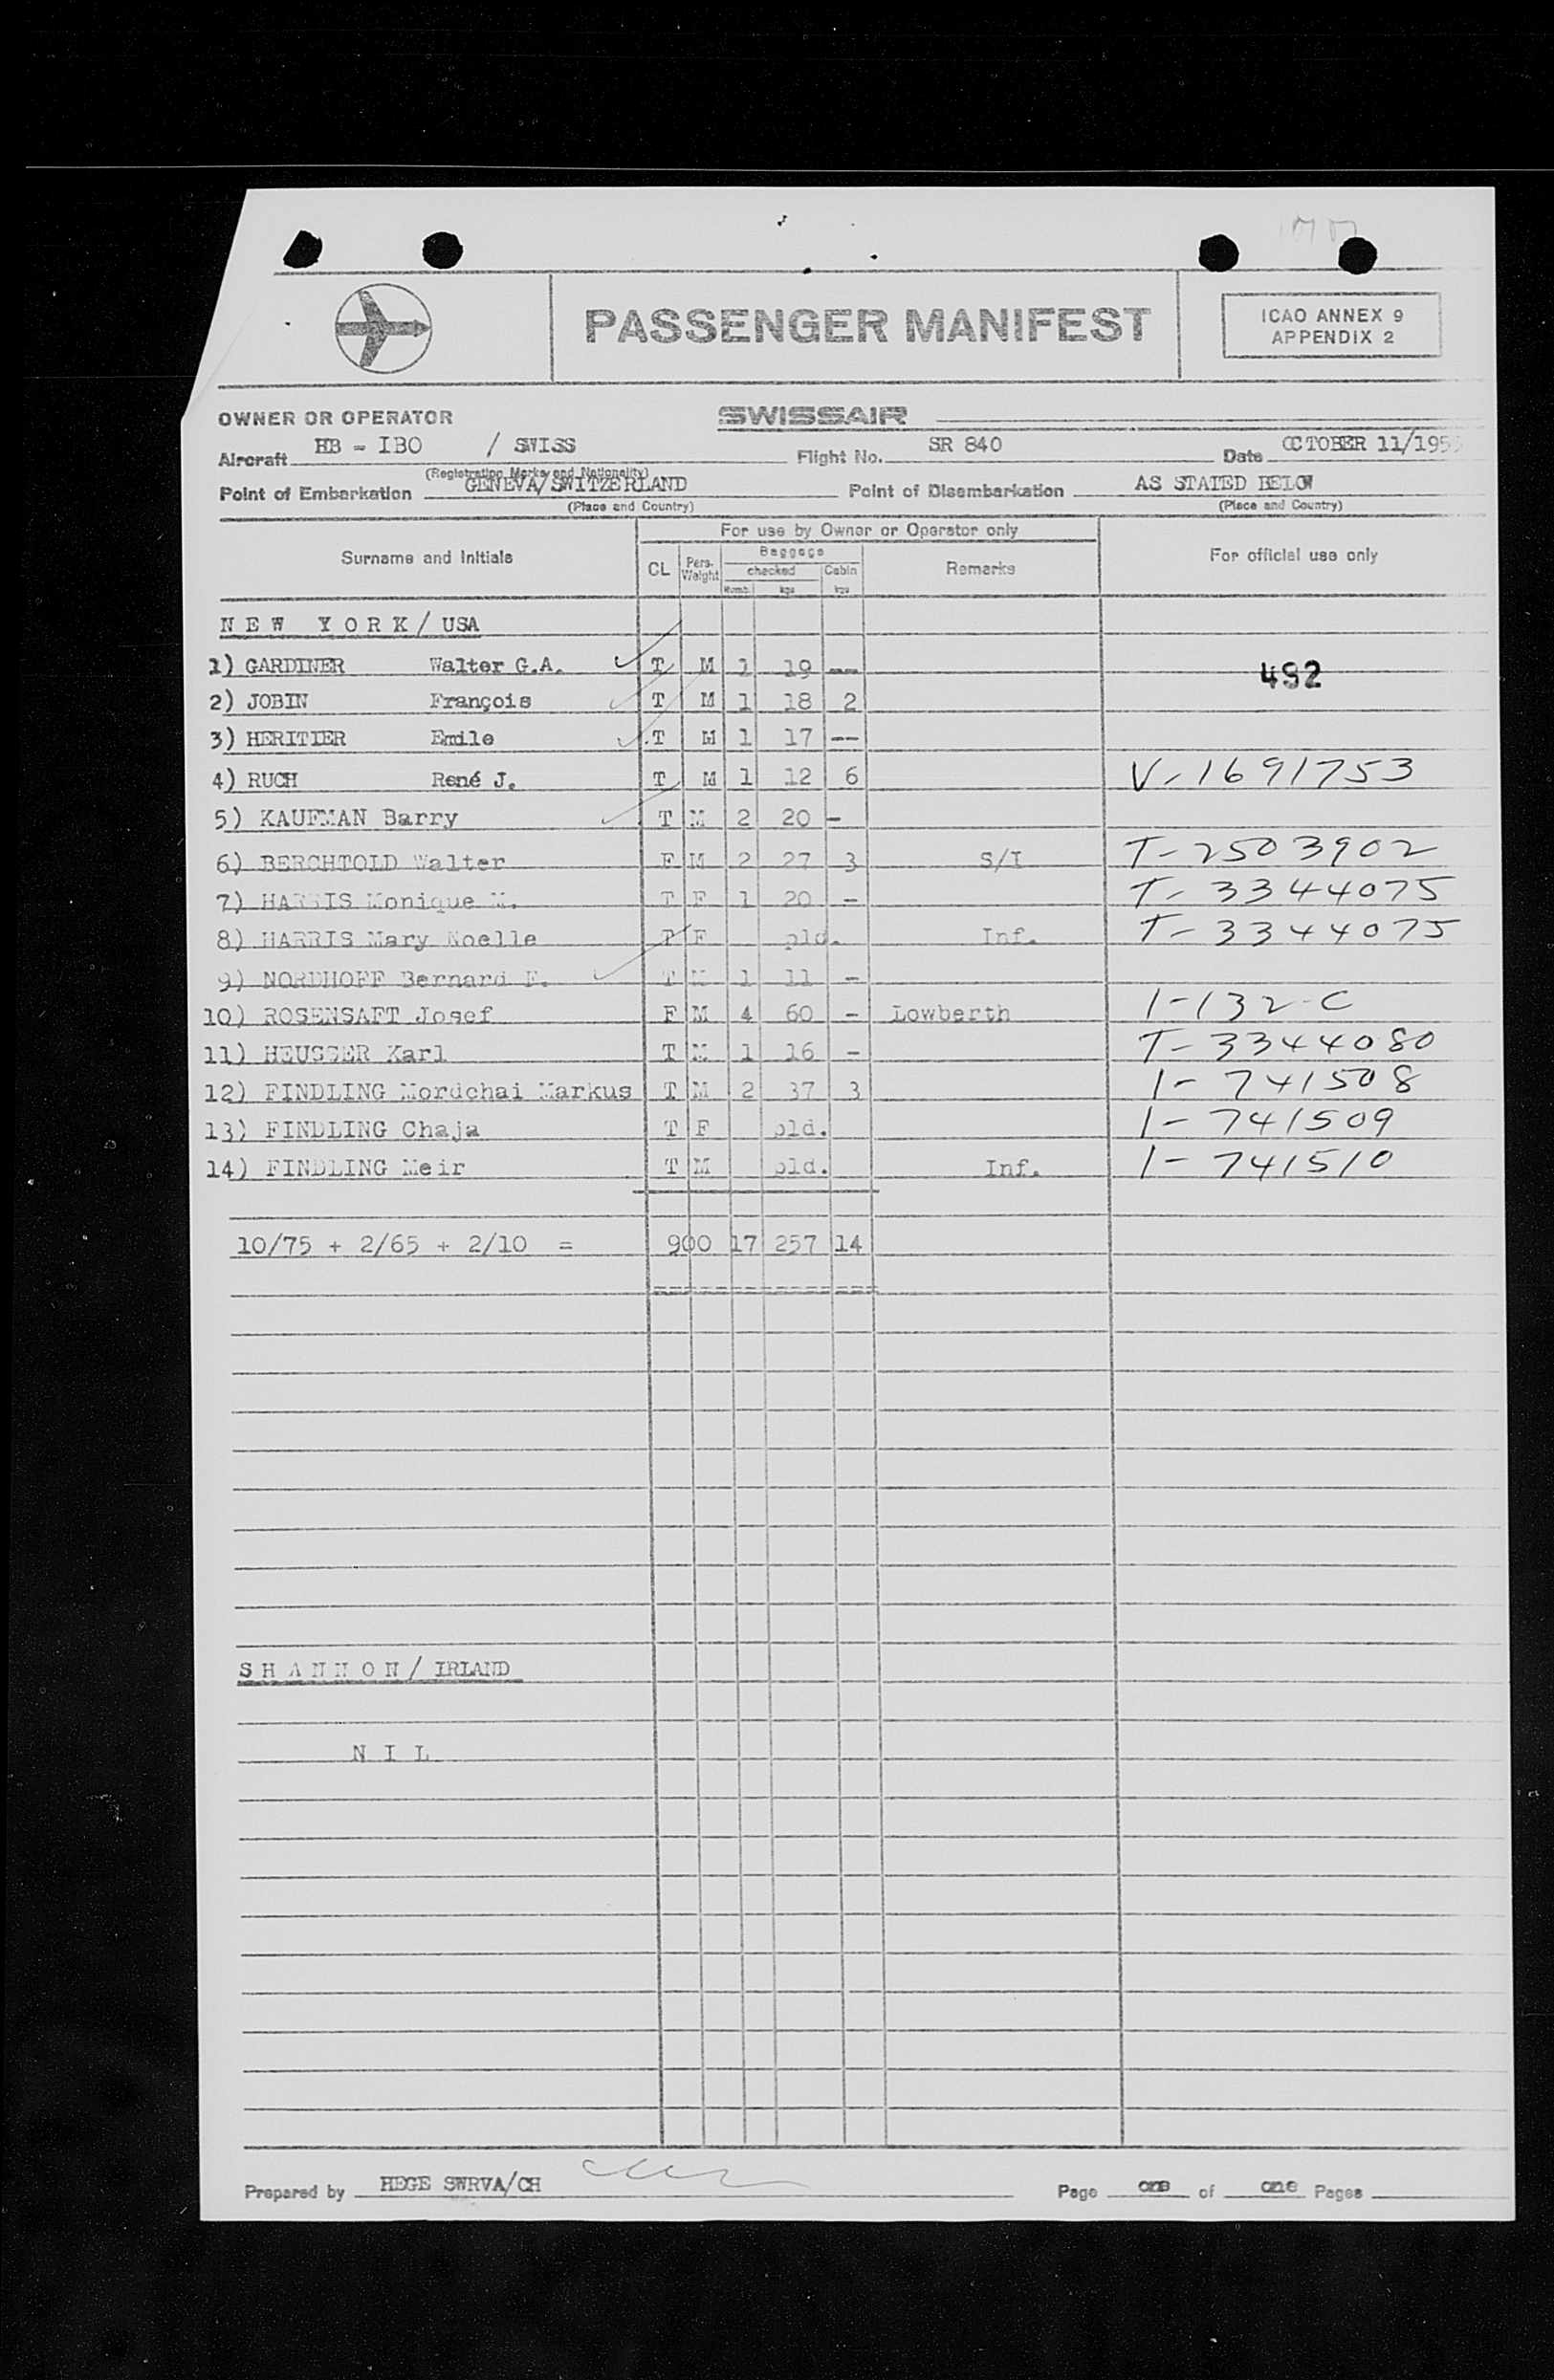 PASSENGER MANIFEST
ICAO ANNEX 9
APPENDIX 2
OWNER OR OPERATOR SWISSAIR
Aircraft HB - IBO / SWISS Flight No. SR 840 Date OCTOBER 11/195
(Registration Marks and Nationality)
Point of Embarkation GENEVA/SWITZERLAND Point of Disembarkation AS STATED BELOW
(Place and Country) (Place and Country)
For use by Owner or Operator only
Surname and Initials CL Pers. Weight Baggage checked Numb. kgs Cabin kgs Remarks For official use only
NEW YORK/ USA
1) GARDINER Walter G.A. T M 1 19 --
492
2) JOBIN François T M 1 18 2
3) HERITIER Emile T M 1 17 --
4) RUCH René J. T M 1 12 6 V-1691753
5) KAUFMAN Barry T M 2 20 -
6) BERCHTOLD Walter F M 2 27 3 S/I T-2503902
7) HARRIS Monique M. T F 1 20 - T-3344075
8) HARRIS Mary Noelle F pld. Inf. T-3344075
9) NORDHOFF Bernard F. T M 1 11 -
10) ROSENSAFT Josef F M 4 60 - Lowberth 1-132-C
11) HEUSSER Karl T M 1 16 - T-3344080
12) FINDLING Mordchai Markus T M 2 37 3 1-741508
13) FINDLING Chaja T F pld. 1-741509
14) FINDLING Meir T M pld. Inf. 1-741510
10/75 + 2/65 + 2/10 = 900 17 257 14
SHANNON/ IRLAND
NIL
Prepared by HEGE SWRVA/CH Page one of one Pages